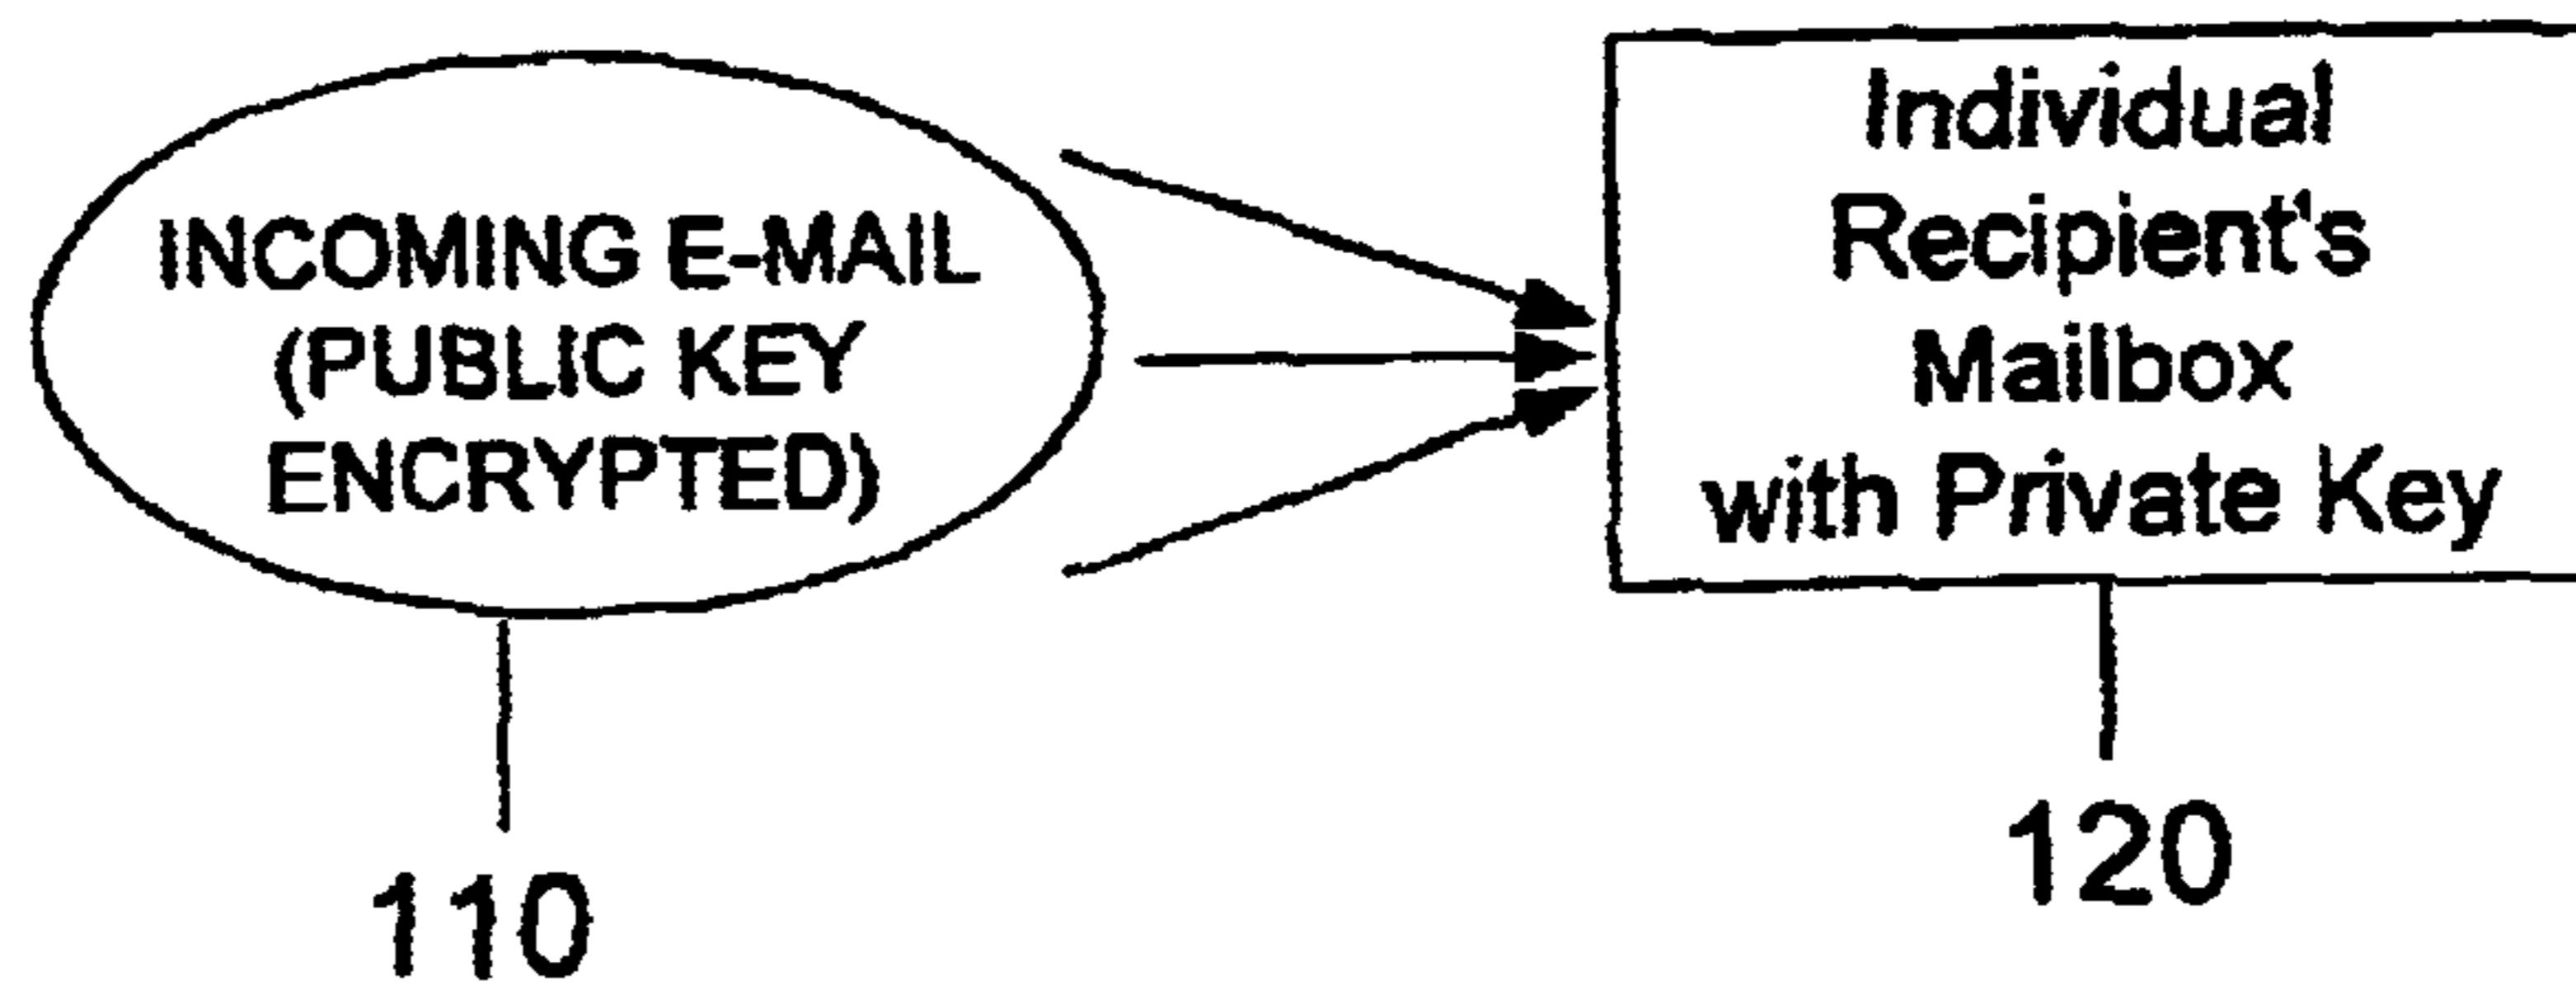 INCOMING E-MAIL
(PUBLIC KEY
ENCRYPTED)
110
Individual
Recipient's
Mailbox
with Private Key
120